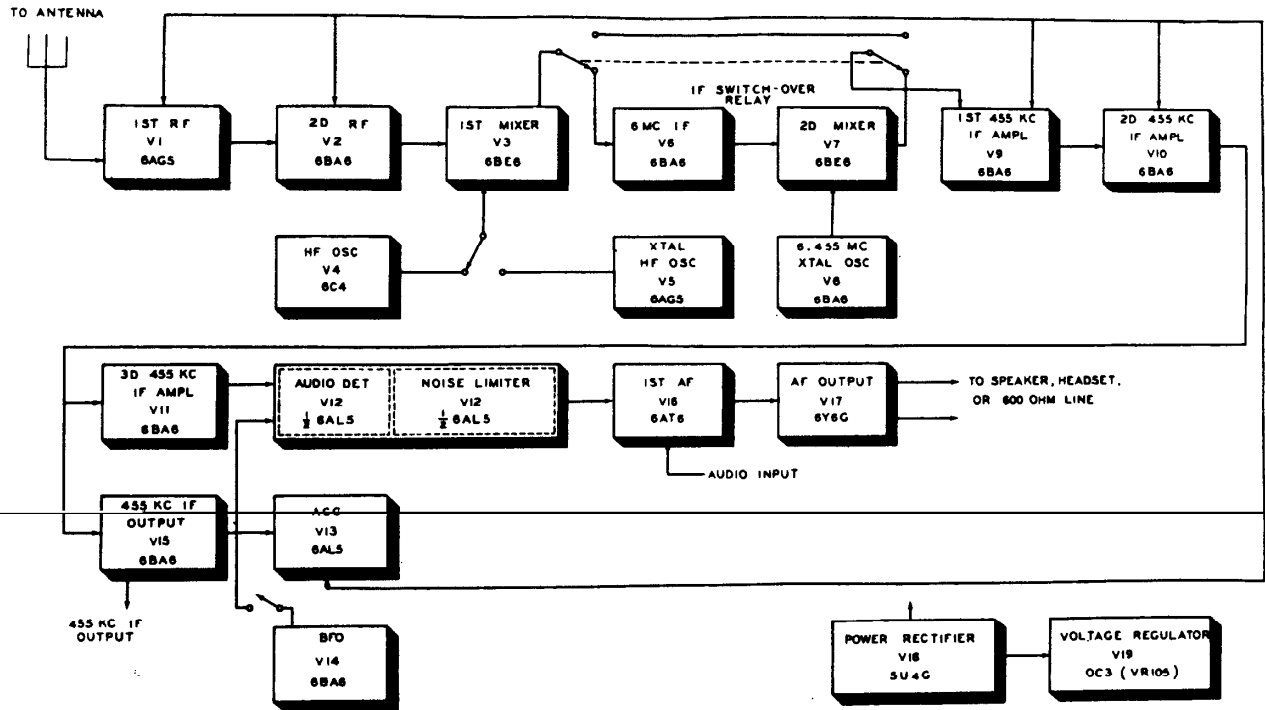 TO ANTENNA
1ST RF
V1
6AG5
2D RF
V2
6BA6
1ST MIXER
V3
6BE6
IF SWITCH-OVER
RELAY
6 MC IF
V6
6BA6
2D MIXER
V7
6BE6
1ST 455 KC
IF AMPL
V9
6BA6
2D 455 KC
IF AMPL
V10
6BA6
HF OSC
V4
6C4
XTAL
HF OSC
V5
6AG5
6.455 MC
XTAL OSC
V8
6BA6
3D 455 KC
IF AMPL
V11
6BA6
AUDIO DET
V12
½ 6AL5
NOISE LIMITER
V12
½ 6AL5
1ST AF
V16
6AT6
AF OUTPUT
V17
6Y6G
TO SPEAKER, HEADSET,
OR 600 OHM LINE
AUDIO INPUT
455 KC IF
OUTPUT
V15
6BA6
AGC
V13
6AL5
455 KC IF
OUTPUT
BFO
V14
6BA6
POWER RECTIFIER
V18
5U4G
VOLTAGE REGULATOR
V19
OC3 (VR105)